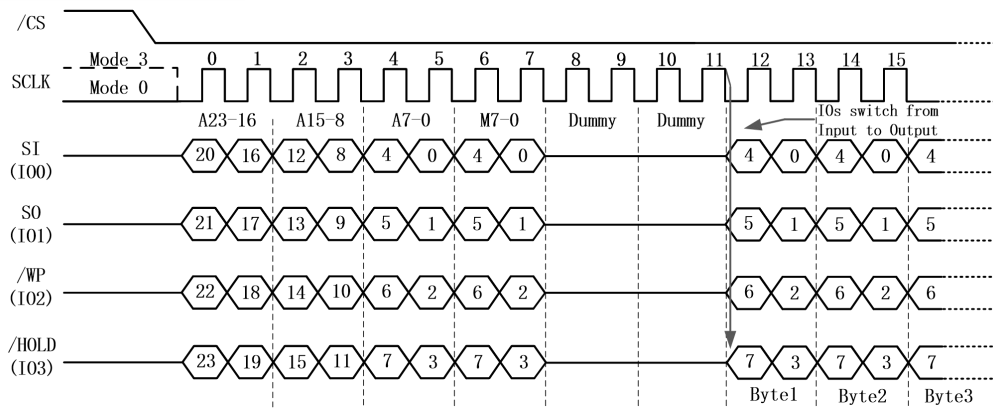 /CS
Mode 3 0 1 2 3 4 5 6 7 8 9 10 11 12 13 14 15
SCLK
Mode 0
IOs switch from
Input to Output
A23-16 A15-8 A7-0 M7-0 Dummy Dummy
SI
(IO0)
20 16 12 8 4 0 4 0 4 0 4 0 4
SO
(IO1)
21 17 13 9 5 1 5 1 5 1 5 1 5
/WP
(IO2)
22 18 14 10 6 2 6 2 6 2 6 2 6
/HOLD
(IO3)
23 19 15 11 7 3 7 3 7 3 7 3 7
Byte1 Byte2 Byte3